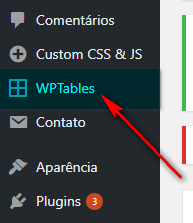 Comentários
Custom CSS & JS
WPTables
Contato
Aparência
Plugins 3